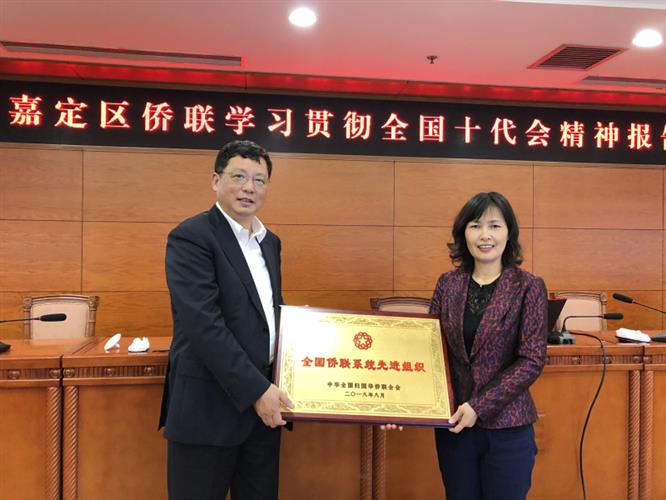 嘉定区侨联学习贯彻全国十代会精神报告
全国侨联系统先进组织
中华全国归国华侨联合会
二〇一八年八月